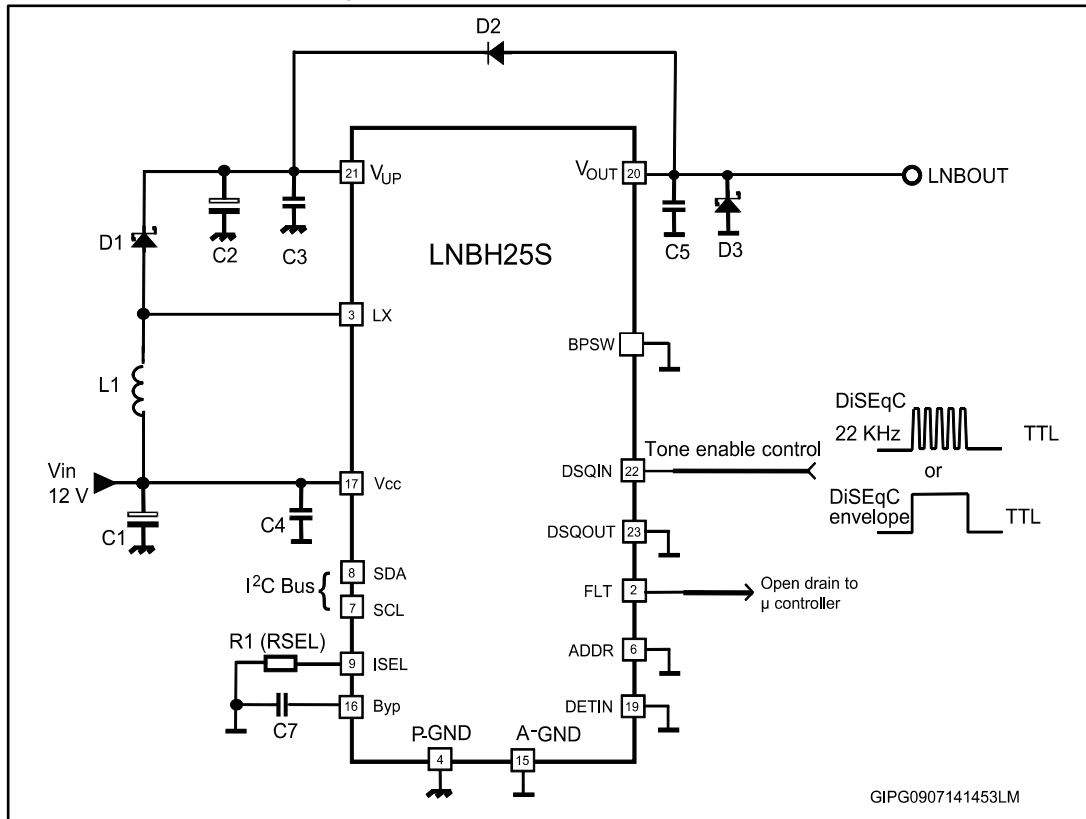 D2
VUP
21
VOUT
20
LNBOUT
D1
C2
C3
C5
D3
LNBH25S
3
LX
BPSW
L1
DiSEqC
22 KHz
TTL
Tone enable control
or
Vin
12 V
17
Vcc
DSQIN
22
DiSEqC
envelope
TTL
C1
C4
DSQOUT
23
I²C Bus
8
SDA
7
SCL
FLT
2
Open drain to
µ controller
R1 (RSEL)
9
ISEL
ADDR
6
C7
16
Byp
DETIN
19
P-GND
4
A-GND
15
GIPG0907141453LM